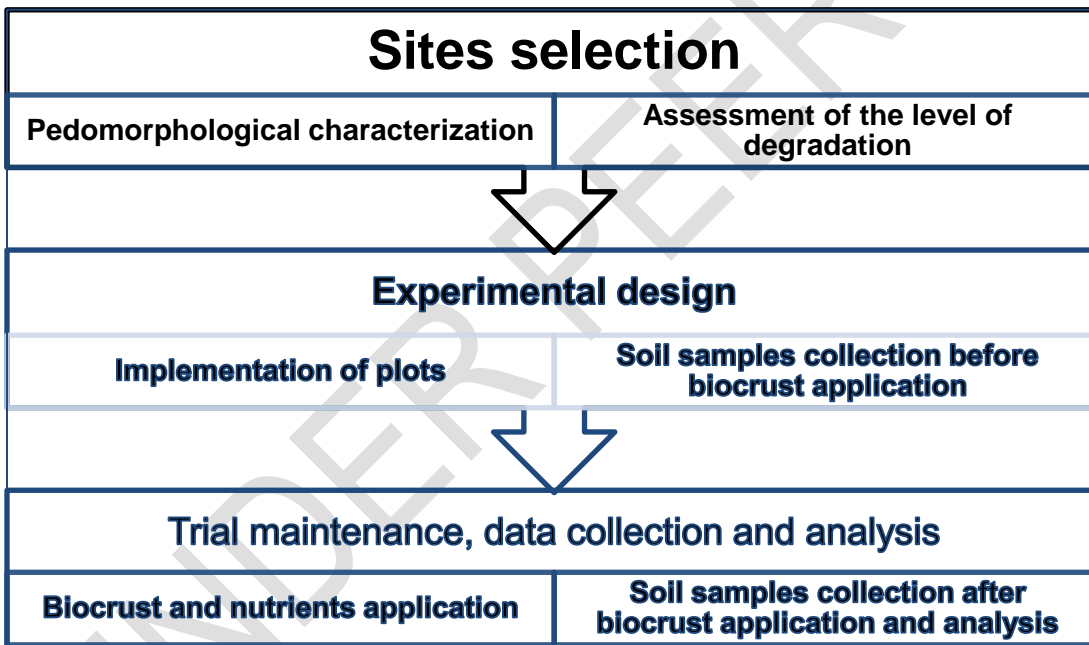 Sites selection
Pedomorphological characterization
Assessment of the level of
degradation
Experimental design
Implementation of plots
Soil samples collection before
biocrust application
Trial maintenance, data collection and analysis
Biocrust and nutrients application
Soil samples collection after
biocrust application and analysis
NDER PEER